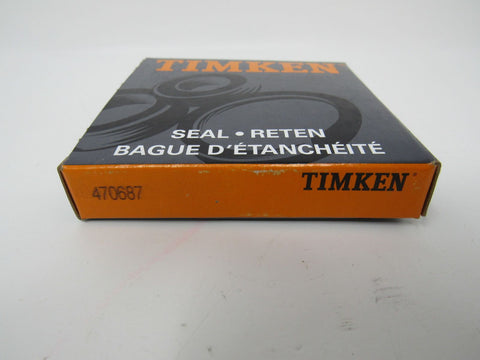 TIMKEN
SEAL • RETEN
BAGUE D'ÉTANCHÉITÉ
470687 TIMKEN®